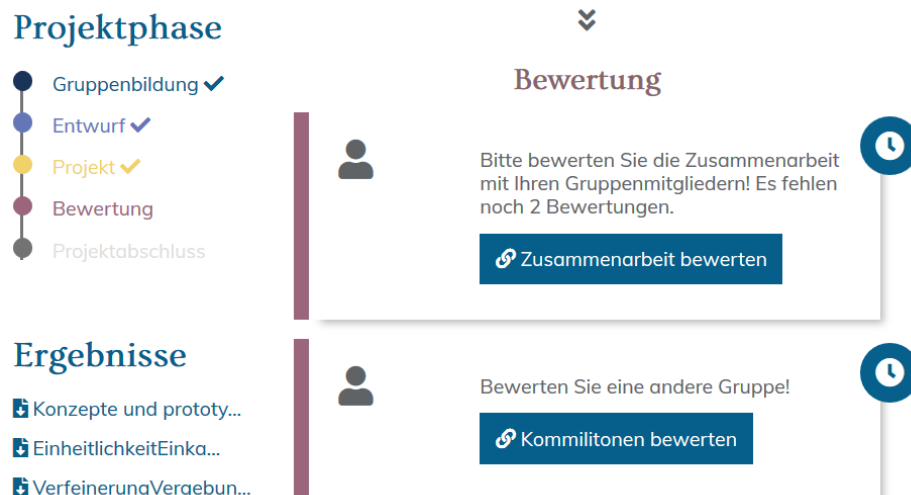 Projektphase
Gruppenbildung
Entwurf
Projekt
Bewertung
Projektabschluss
Ergebnisse
Konzepte und prototy...
EinheitlichkeitEinka...
VerfeinerungVergebun...
Bewertung
Bitte bewerten Sie die Zusammenarbeit
mit Ihren Gruppenmitgliedern! Es fehlen
noch 2 Bewertungen.
Zusammenarbeit bewerten
Bewerten Sie eine andere Gruppe!
Kommilitonen bewerten